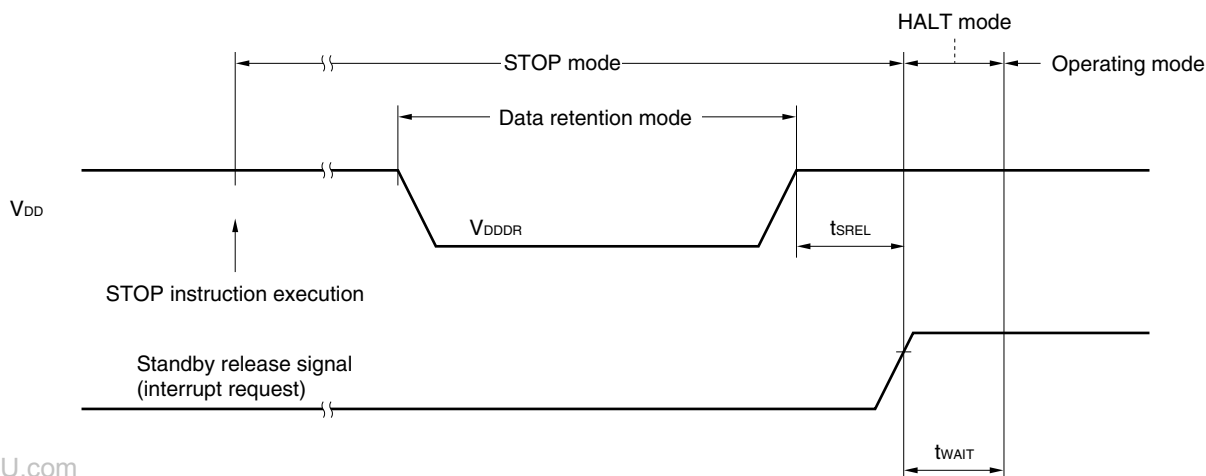 HALT mode
STOP mode
Operating mode
Data retention mode
VDD
VDDDR
tSREL
STOP instruction execution
Standby release signal
(interrupt request)
tWAIT
U.com